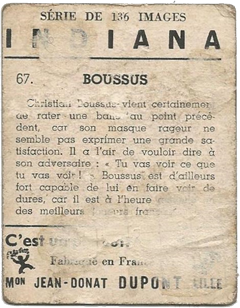 SÉRIE DE 136 IMAGES
INDIANA
67. BOUSSUS
Christian Boussus vient certainement
de rater une balle au point précé-
dent, car son masque rageur ne
semble pas exprimer une grande sa-
tisfaction. Il a l'air de vouloir dire à
son adversaire : « Tu vas voir ce que
tu vas voir ! » Boussus est d'ailleurs
fort capable de lui en faire voir de
dures, car il est à l'heure
des meilleurs
C'est un
Fabriqué en France
MON JEAN-DONAT DUPONT LILLE